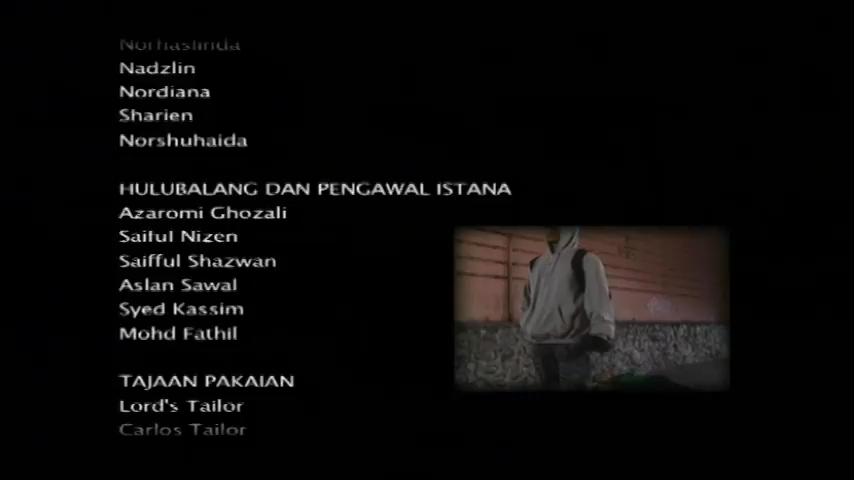 Norhaslinda
Nadzlin
Nordiana
Sharien
Norshuhaida
HULUBALANG DAN PENGAWAL ISTANA
Azaromi Ghozali
Saiful Nizen
Saifful Shazwan
Aslan Sawal
Syed Kassim
Mohd Fathil
TAJAAN PAKAIAN
Lord's Tailor
Carlos Tailor